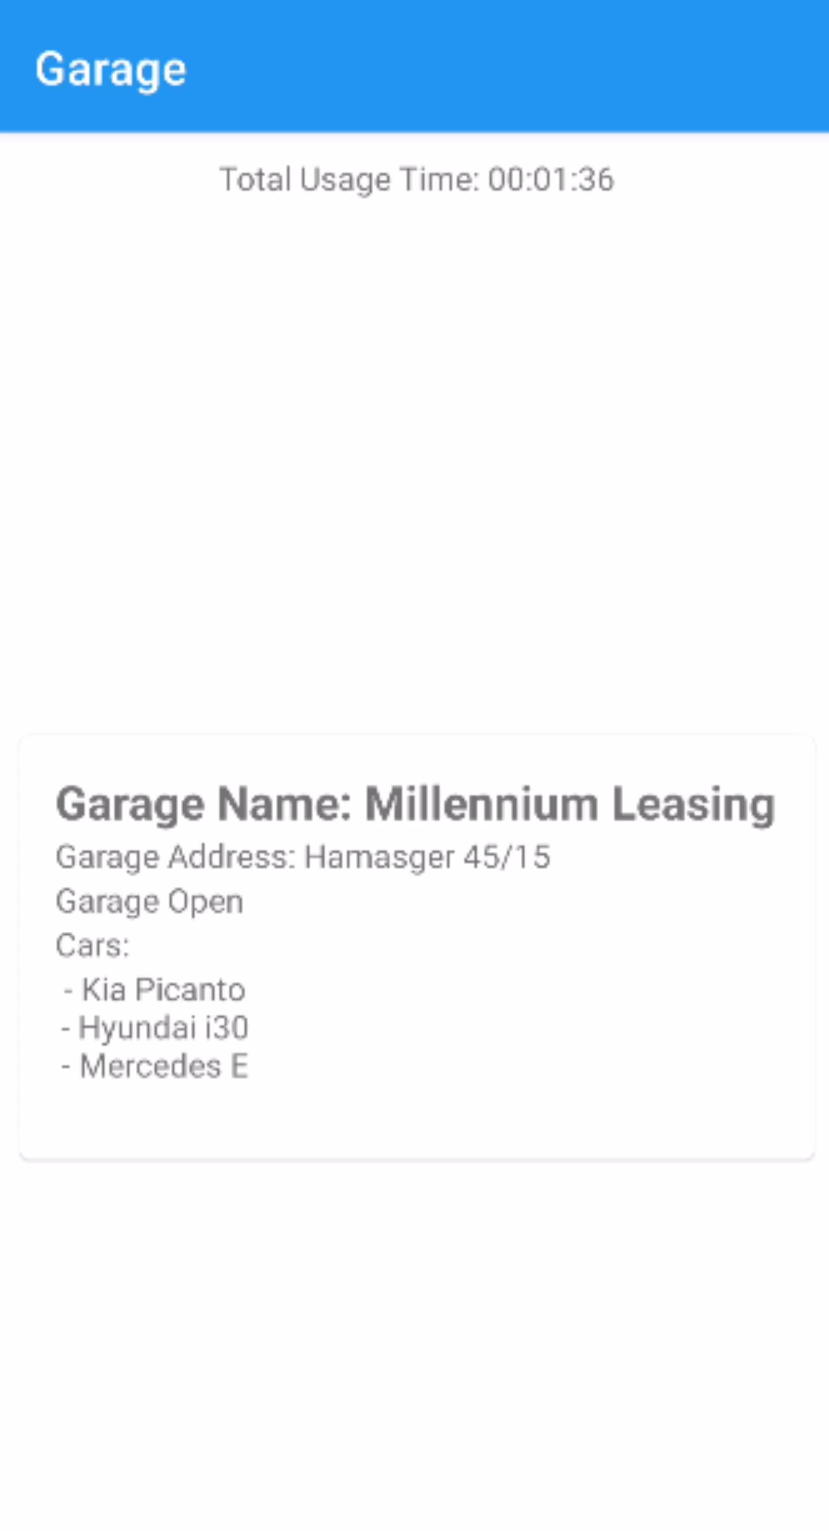 Garage
Total Usage Time: 00:01:36
Garage Name: Millennium Leasing
Garage Address: Hamasger 45/15
Garage Open
Cars:
- Kia Picanto
- Hyundai i30
- Mercedes E